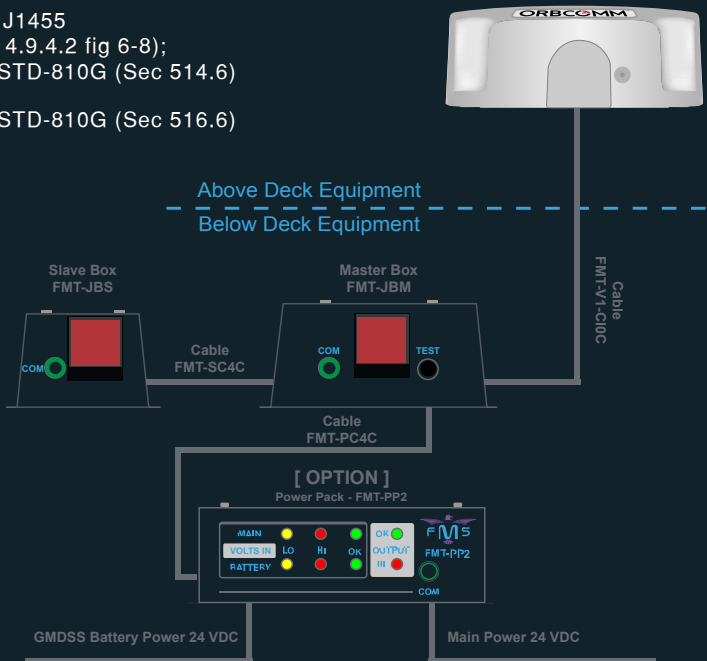 J1455
4.9.4.2 fig 6-8);
STD-810G (Sec 514.6)
STD-810G (Sec 516.6)
ORBCOMM
Above Deck Equipment
Below Deck Equipment
Cable
FMT-V1-CI0C
Slave Box
FMT-JBS
Master Box
FMT-JBM
COM
Cable
FMT-SC4C
COM
TEST
Cable
FMT-PC4C
[ OPTION ]
Power Pack - FMT-PP2
MAIN
VOLTS IN LO HI OK
BATTERY
OK
OUTPUT
FMS
FMT-PP2
COM
GMDSS Battery Power 24 VDC
Main Power 24 VDC